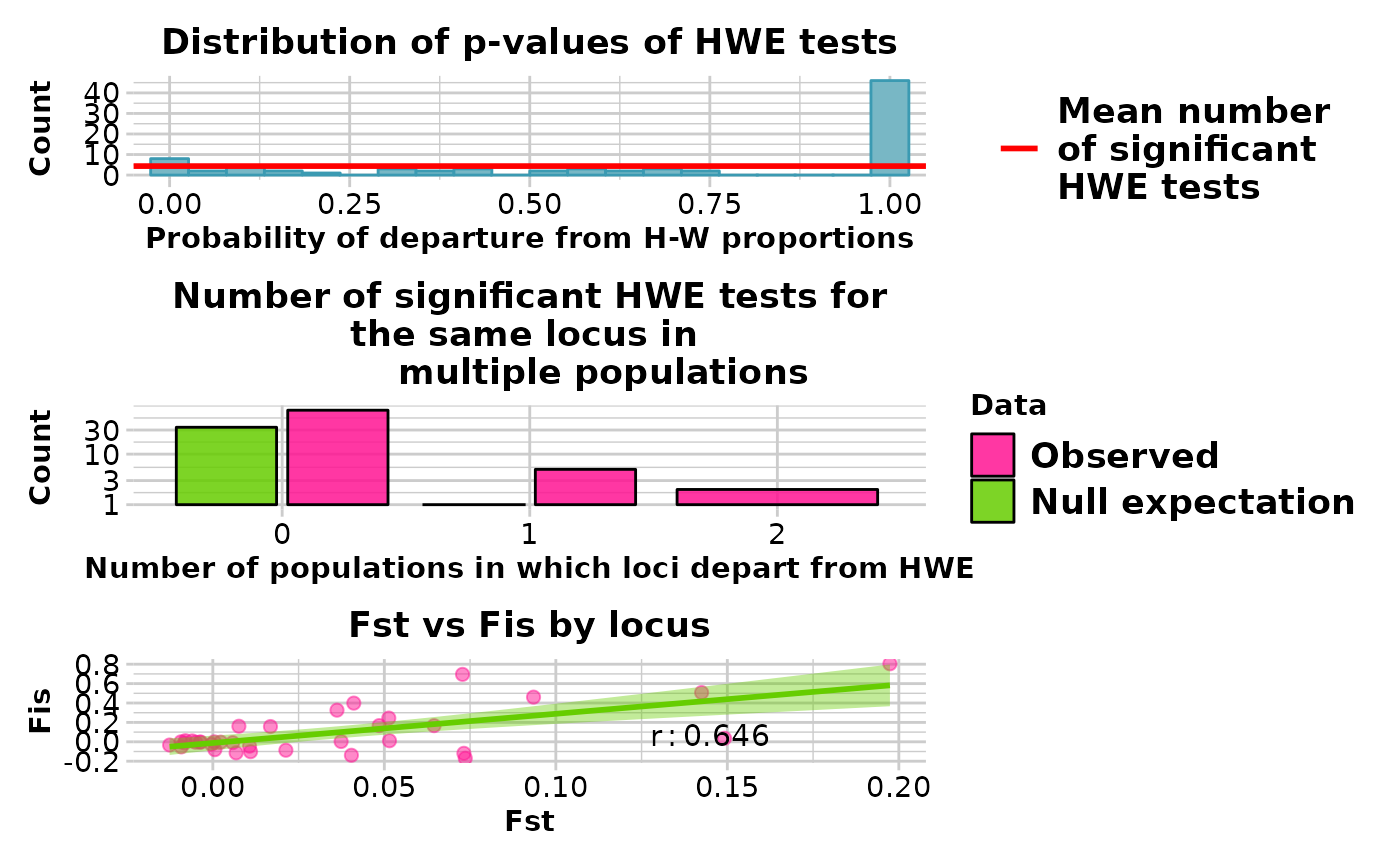 Distribution of p-values of HWE tests
Count
40
30
20
10
0
0.00 0.25 0.50 0.75 1.00
Probability of departure from H-W proportions
Mean number
of significant
HWE tests
Number of significant HWE tests for
the same locus in
multiple populations
Count
30
10
3
1
0 1 2
Number of populations in which loci depart from HWE
Data
Observed
Null expectation
Fst vs Fis by locus
Fis
0.8
0.6
0.4
0.2
0.0
-0.2
r : 0.646
0.00 0.05 0.10 0.15 0.20
Fst